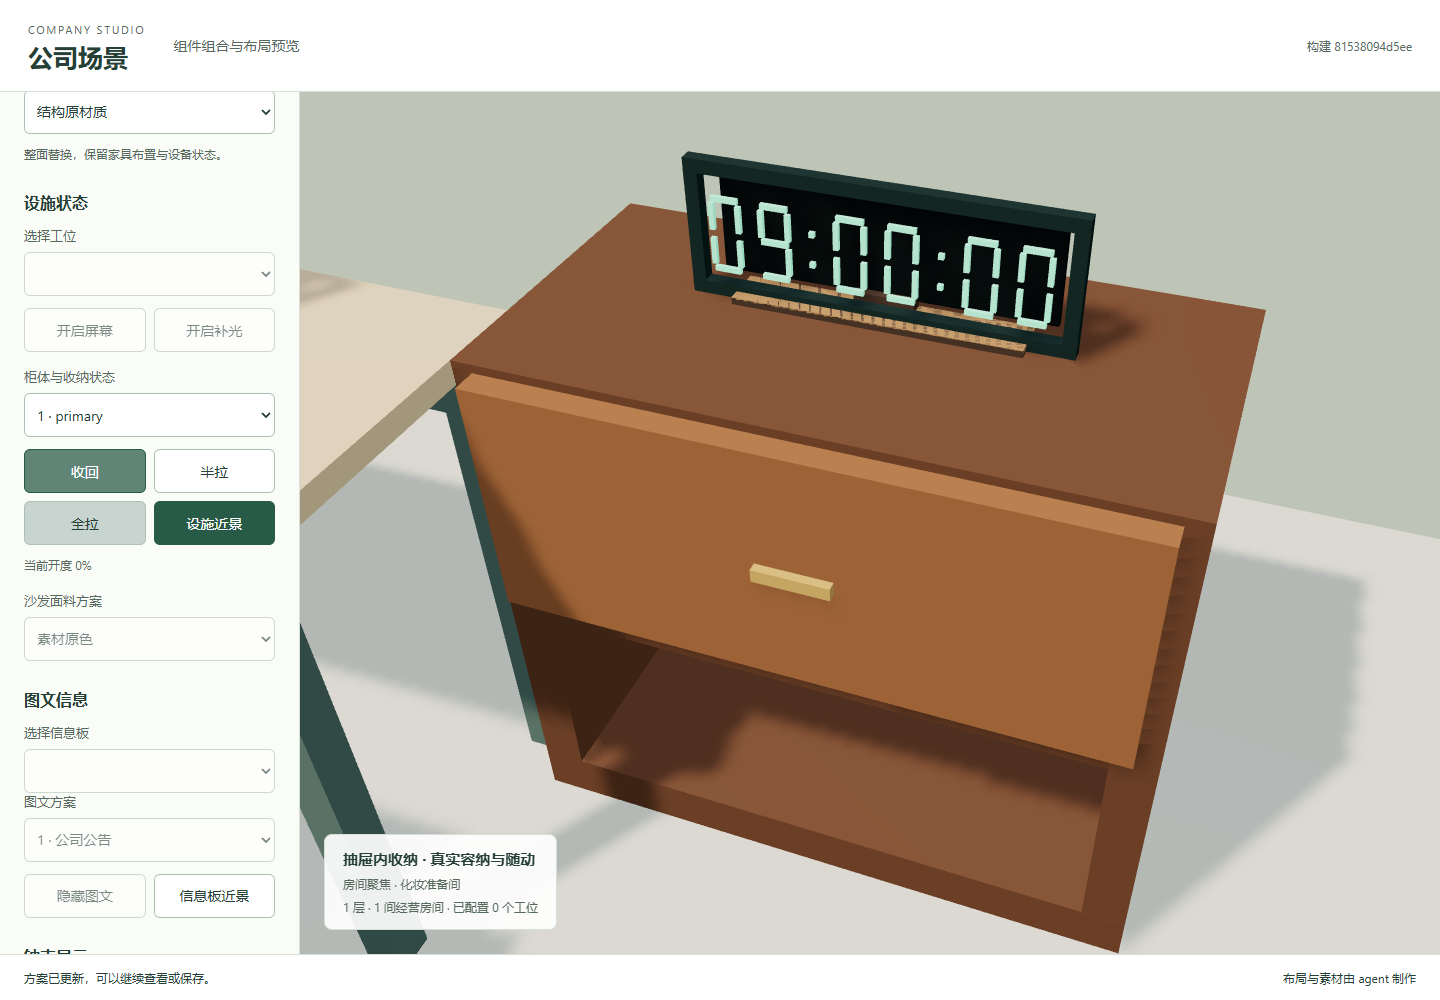 COMPANY STUDIO
公司场景
组件组合与布局预览
构建 81538094d5ee
结构原材质
整面替换，保留家具布置与设备状态。
设施状态
选择工位
开启屏幕
开启补光
柜体与收纳状态
1 · primary
收回
半拉
全拉
设施近景
当前开度 0%
沙发面料方案
素材原色
图文信息
选择信息板
图文方案
1 · 公司公告
隐藏图文
信息板近景
09:00:00
抽屉内收纳 · 真实容纳与随动
房间聚焦 · 化妆准备间
1 层 · 1 间经营房间 · 已配置 0 个工位
方案已更新，可以继续查看或保存。
布局与素材由 agent 制作